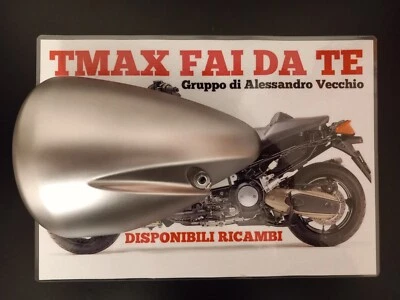 TMAX FAI DA TE
Gruppo di Alessandro Vecchio
DISPONIBILI RICAMBI